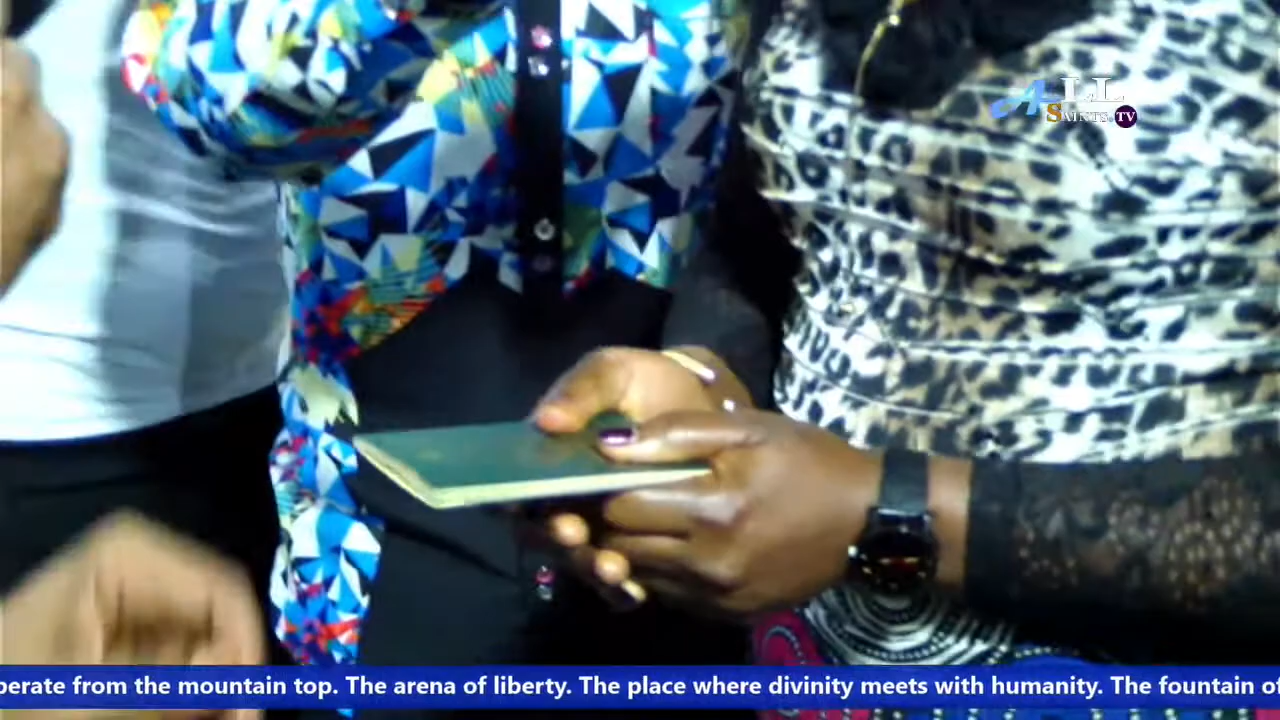 ALL
SAINTS.TV
perate from the mountain top. The arena of liberty. The place where divinity meets with humanity. The fountain of